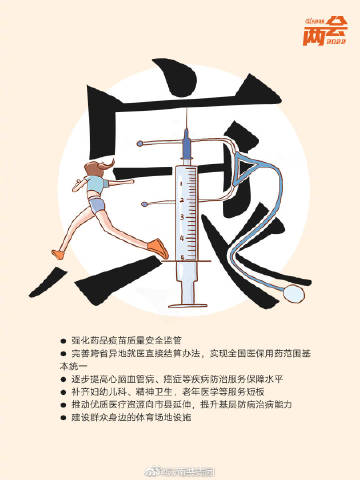 两会
2022
康
● 强化药品疫苗质量安全监管
● 完善跨省异地就医直接结算办法，实现全国医保用药范围基
本统一
● 逐步提高心脑血管病、癌症等疾病防治服务保障水平
● 补齐妇幼儿科、精神卫生、老年医学等服务短板
● 推动优质医疗资源向市县延伸，提升基层防病治病能力
● 建设群众身边的体育场地设施